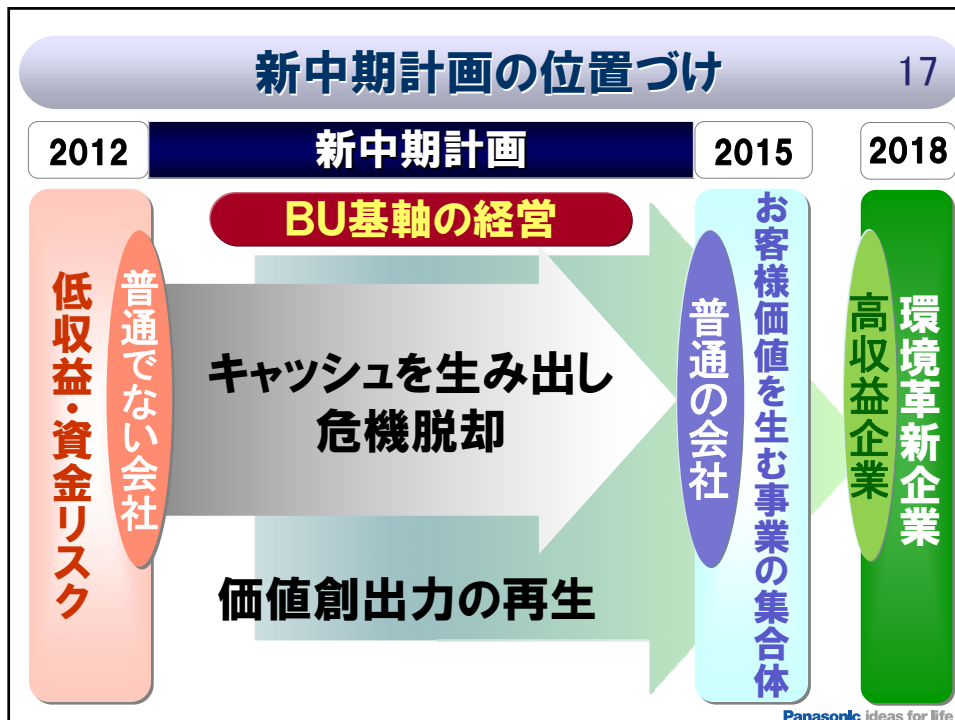 新中期計画の位置づけ
17
2012
新中期計画
2015
2018
BU基軸の経営
低収益・資金リスク
普通でない会社
キャッシュを生み出し
危機脱却
価値創出力の再生
普通の会社
お客様価値を生む事業の集合体
高収益企業
環境革新企業
Panasonic ideas for life